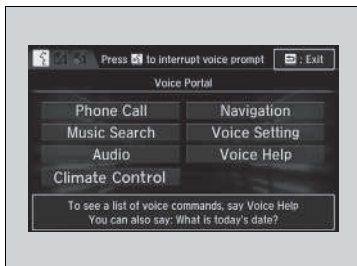 Press to interrupt voice prompt : Exit
Voice Portal
Phone Call Navigation
Music Search Voice Setting
Audio Voice Help
Climate Control
To see a list of voice commands, say Voice Help
You can also say: What is today's date?